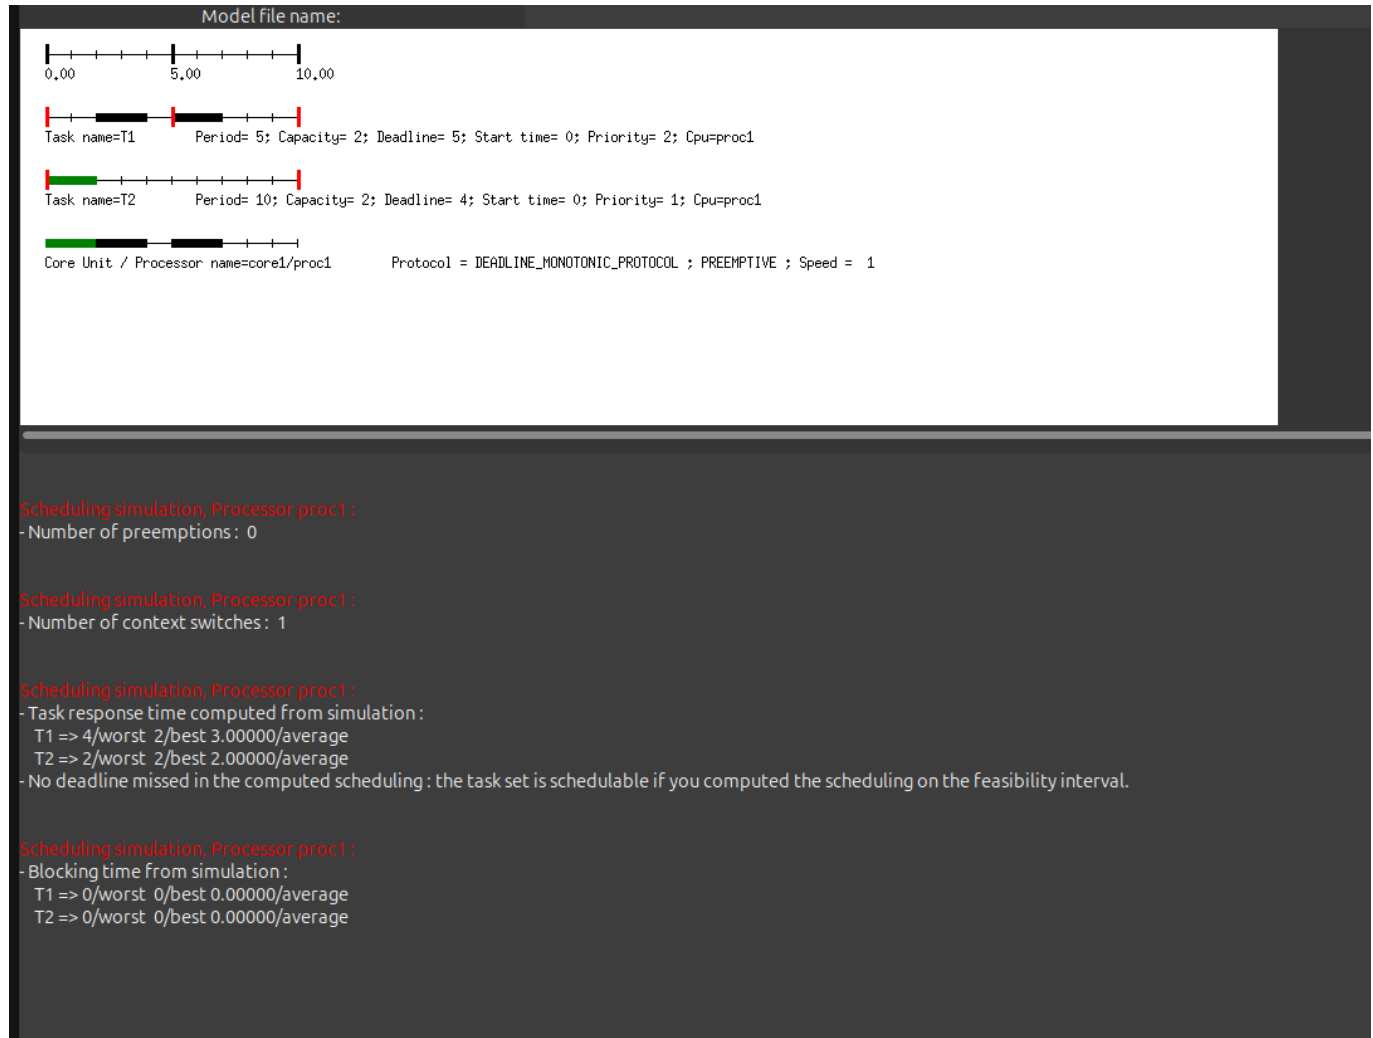 Model file name:
0.00 5.00 10.00
Task name=T1 Period= 5; Capacity= 2; Deadline= 5; Start time= 0; Priority= 2; Cpu=proc1
Task name=T2 Period= 10; Capacity= 2; Deadline= 4; Start time= 0; Priority= 1; Cpu=proc1
Core Unit / Processor name=core1/proc1 Protocol = DEADLINE_MONOTONIC_PROTOCOL ; PREEMPTIVE ; Speed = 1
Scheduling simulation, Processor proc1 :
- Number of preemptions : 0
Scheduling simulation, Processor proc1 :
- Number of context switches : 1
Scheduling simulation, Processor proc1 :
- Task response time computed from simulation :
T1 => 4/worst 2/best 3.00000/average
T2 => 2/worst 2/best 2.00000/average
- No deadline missed in the computed scheduling : the task set is schedulable if you computed the scheduling on the feasibility interval.
Scheduling simulation, Processor proc1 :
- Blocking time from simulation :
T1 => 0/worst 0/best 0.00000/average
T2 => 0/worst 0/best 0.00000/average